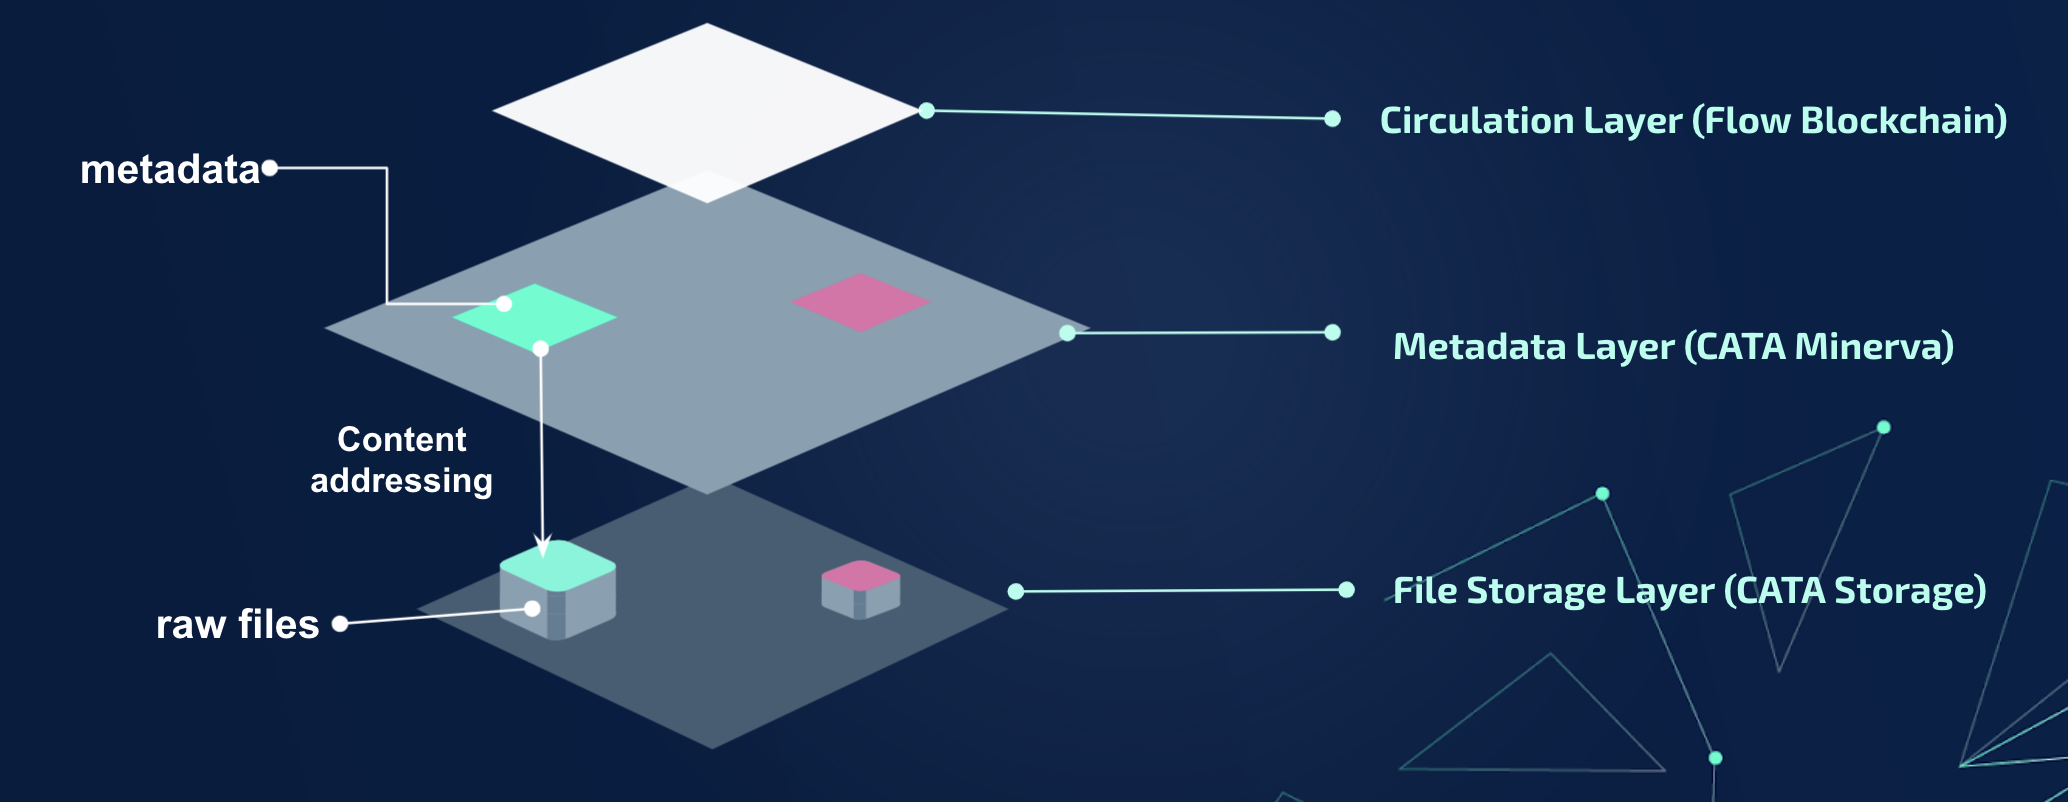 Circulation Layer (Flow Blockchain)
metadata
Metadata Layer (CATA Minerva)
Content
addressing
File Storage Layer (CATA Storage)
raw files